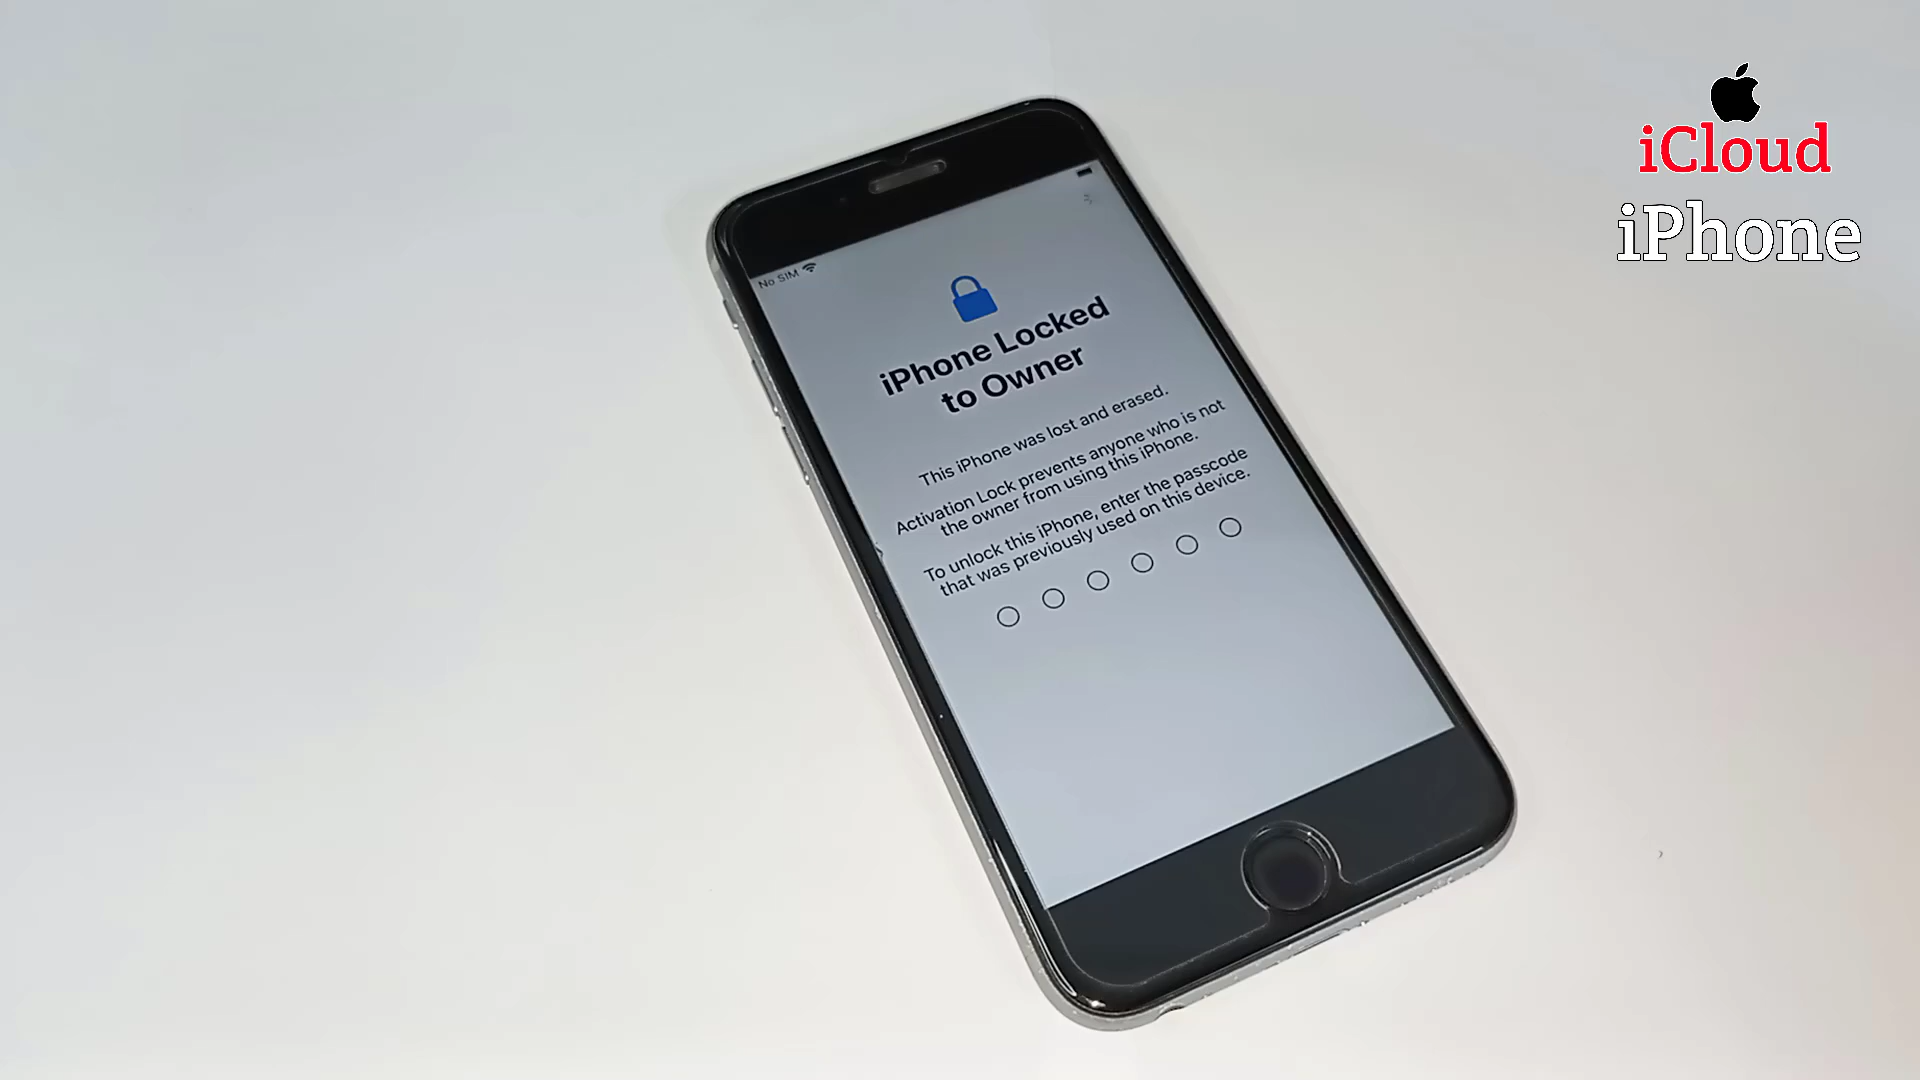 iCloud
iPhone
No SIM
iPhone Locked
to Owner
This iPhone was lost and erased.
Activation Lock prevents anyone who is not
the owner from using this iPhone.
To unlock this iPhone, enter the passcode
that was previously used on this device.